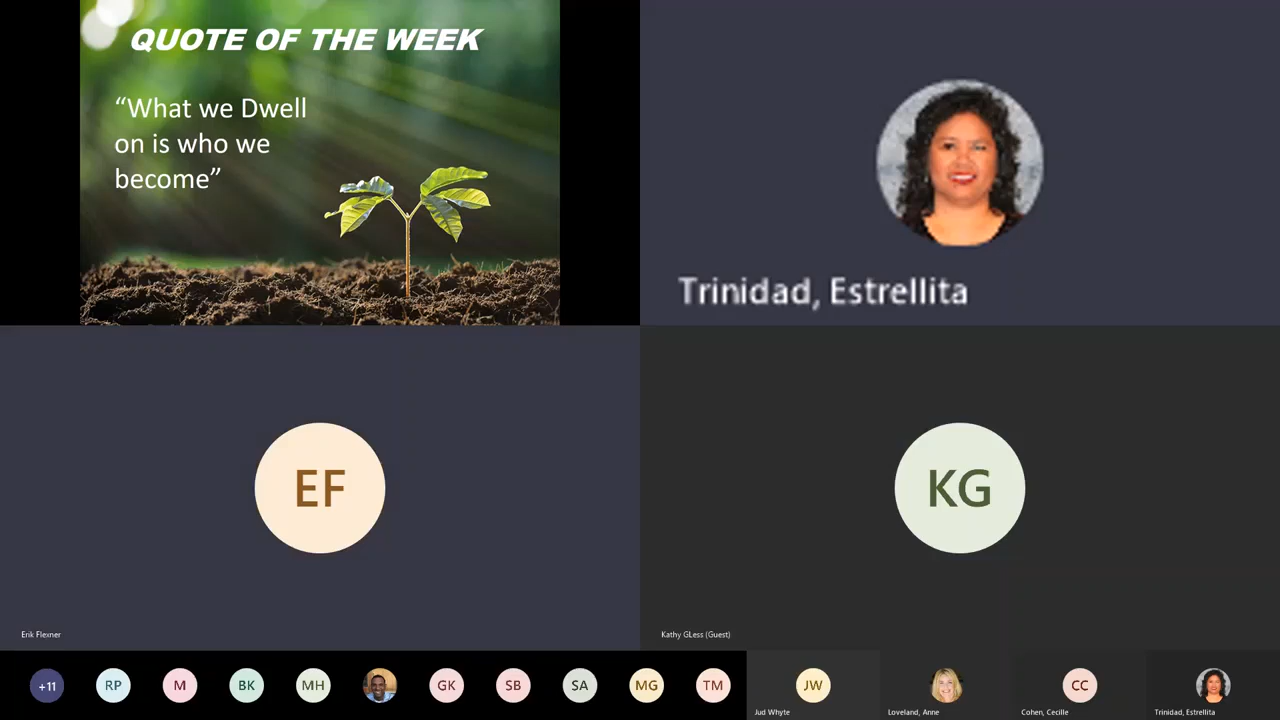 QUOTE OF THE WEEK
“What we Dwell
on is who we
become”
Trinidad, Estrellita
EF
Erik Flexner
KG
Kathy GLess (Guest)
+11
RP
M
BK
MH
GK
SB
SA
MG
TM
JW
Jud Whyte
Loveland, Anne
CC
Cohen, Cecille
Trinidad, Estrellita